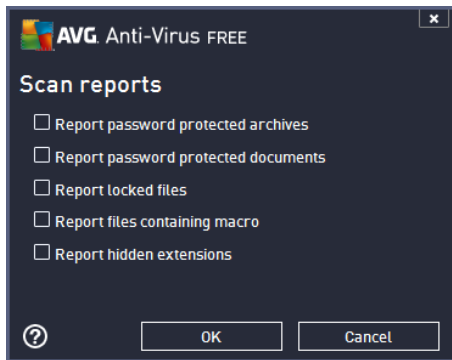 AVG. Anti-Virus FREE
Scan reports
Report password protected archives
Report password protected documents
Report locked files
Report files containing macro
Report hidden extensions
? OK Cancel